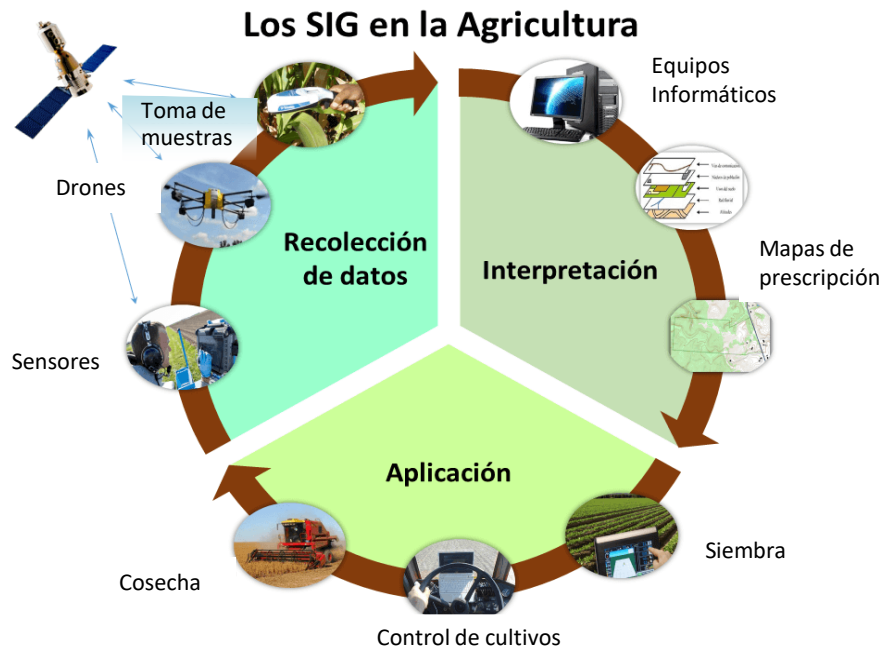 Los SIG en la Agricultura
Toma de
muestras
Drones
Sensores
Recolección
de datos
Equipos
Informáticos
Interpretación
Mapas de
prescripción
Aplicación
Siembra
Control de cultivos
Cosecha